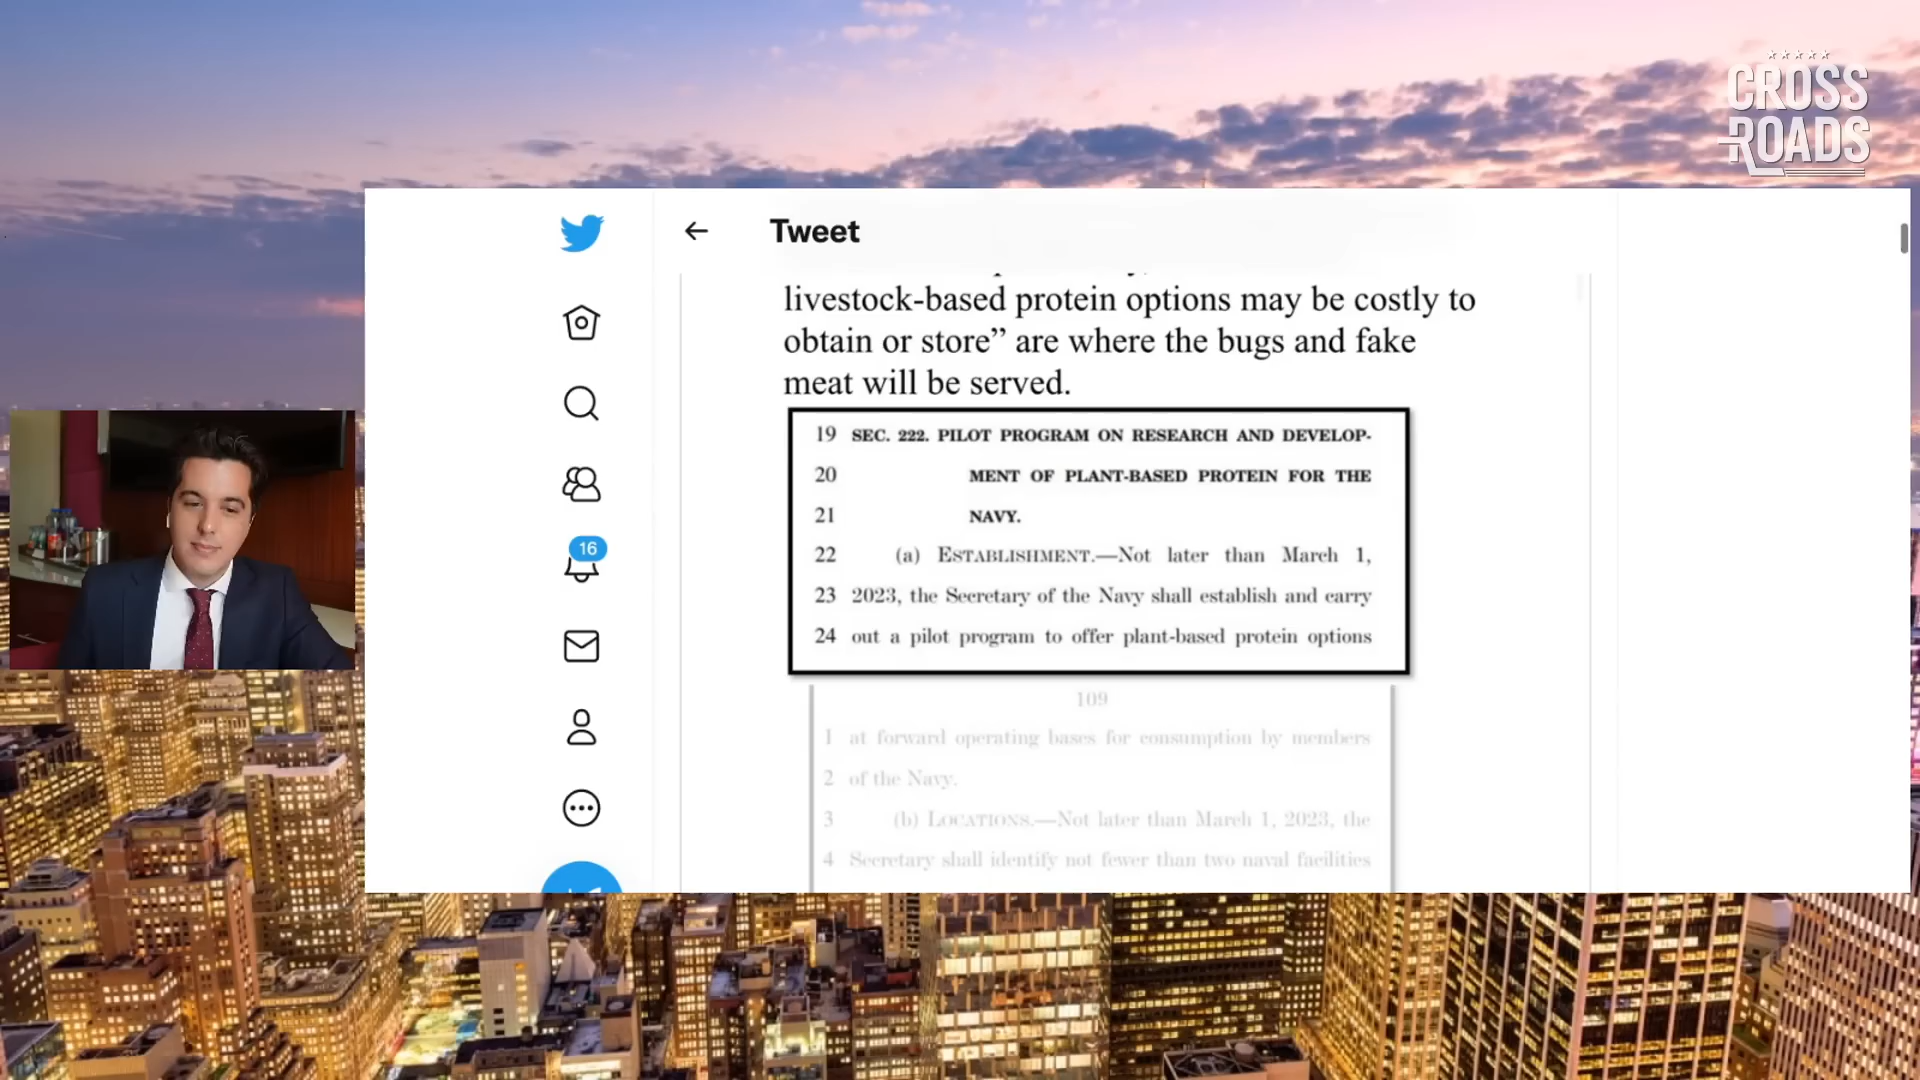 CROSS
ROADS
Tweet
livestock-based protein options may be costly to
obtain or store” are where the bugs and fake
meat will be served.
19 SEC. 222. PILOT PROGRAM ON RESEARCH AND DEVELOP-
20 MENT OF PLANT-BASED PROTEIN FOR THE
21 NAVY.
22 (a) ESTABLISHMENT.—Not later than March 1,
23 2023, the Secretary of the Navy shall establish and carry
24 out a pilot program to offer plant-based protein options
16
109
1 at forward operating bases for consumption by members
2 of the Navy.
3 (b) LOCATIONS.—Not later than March 1, 2023, the
4 Secretary shall identify not fewer than two naval facilities